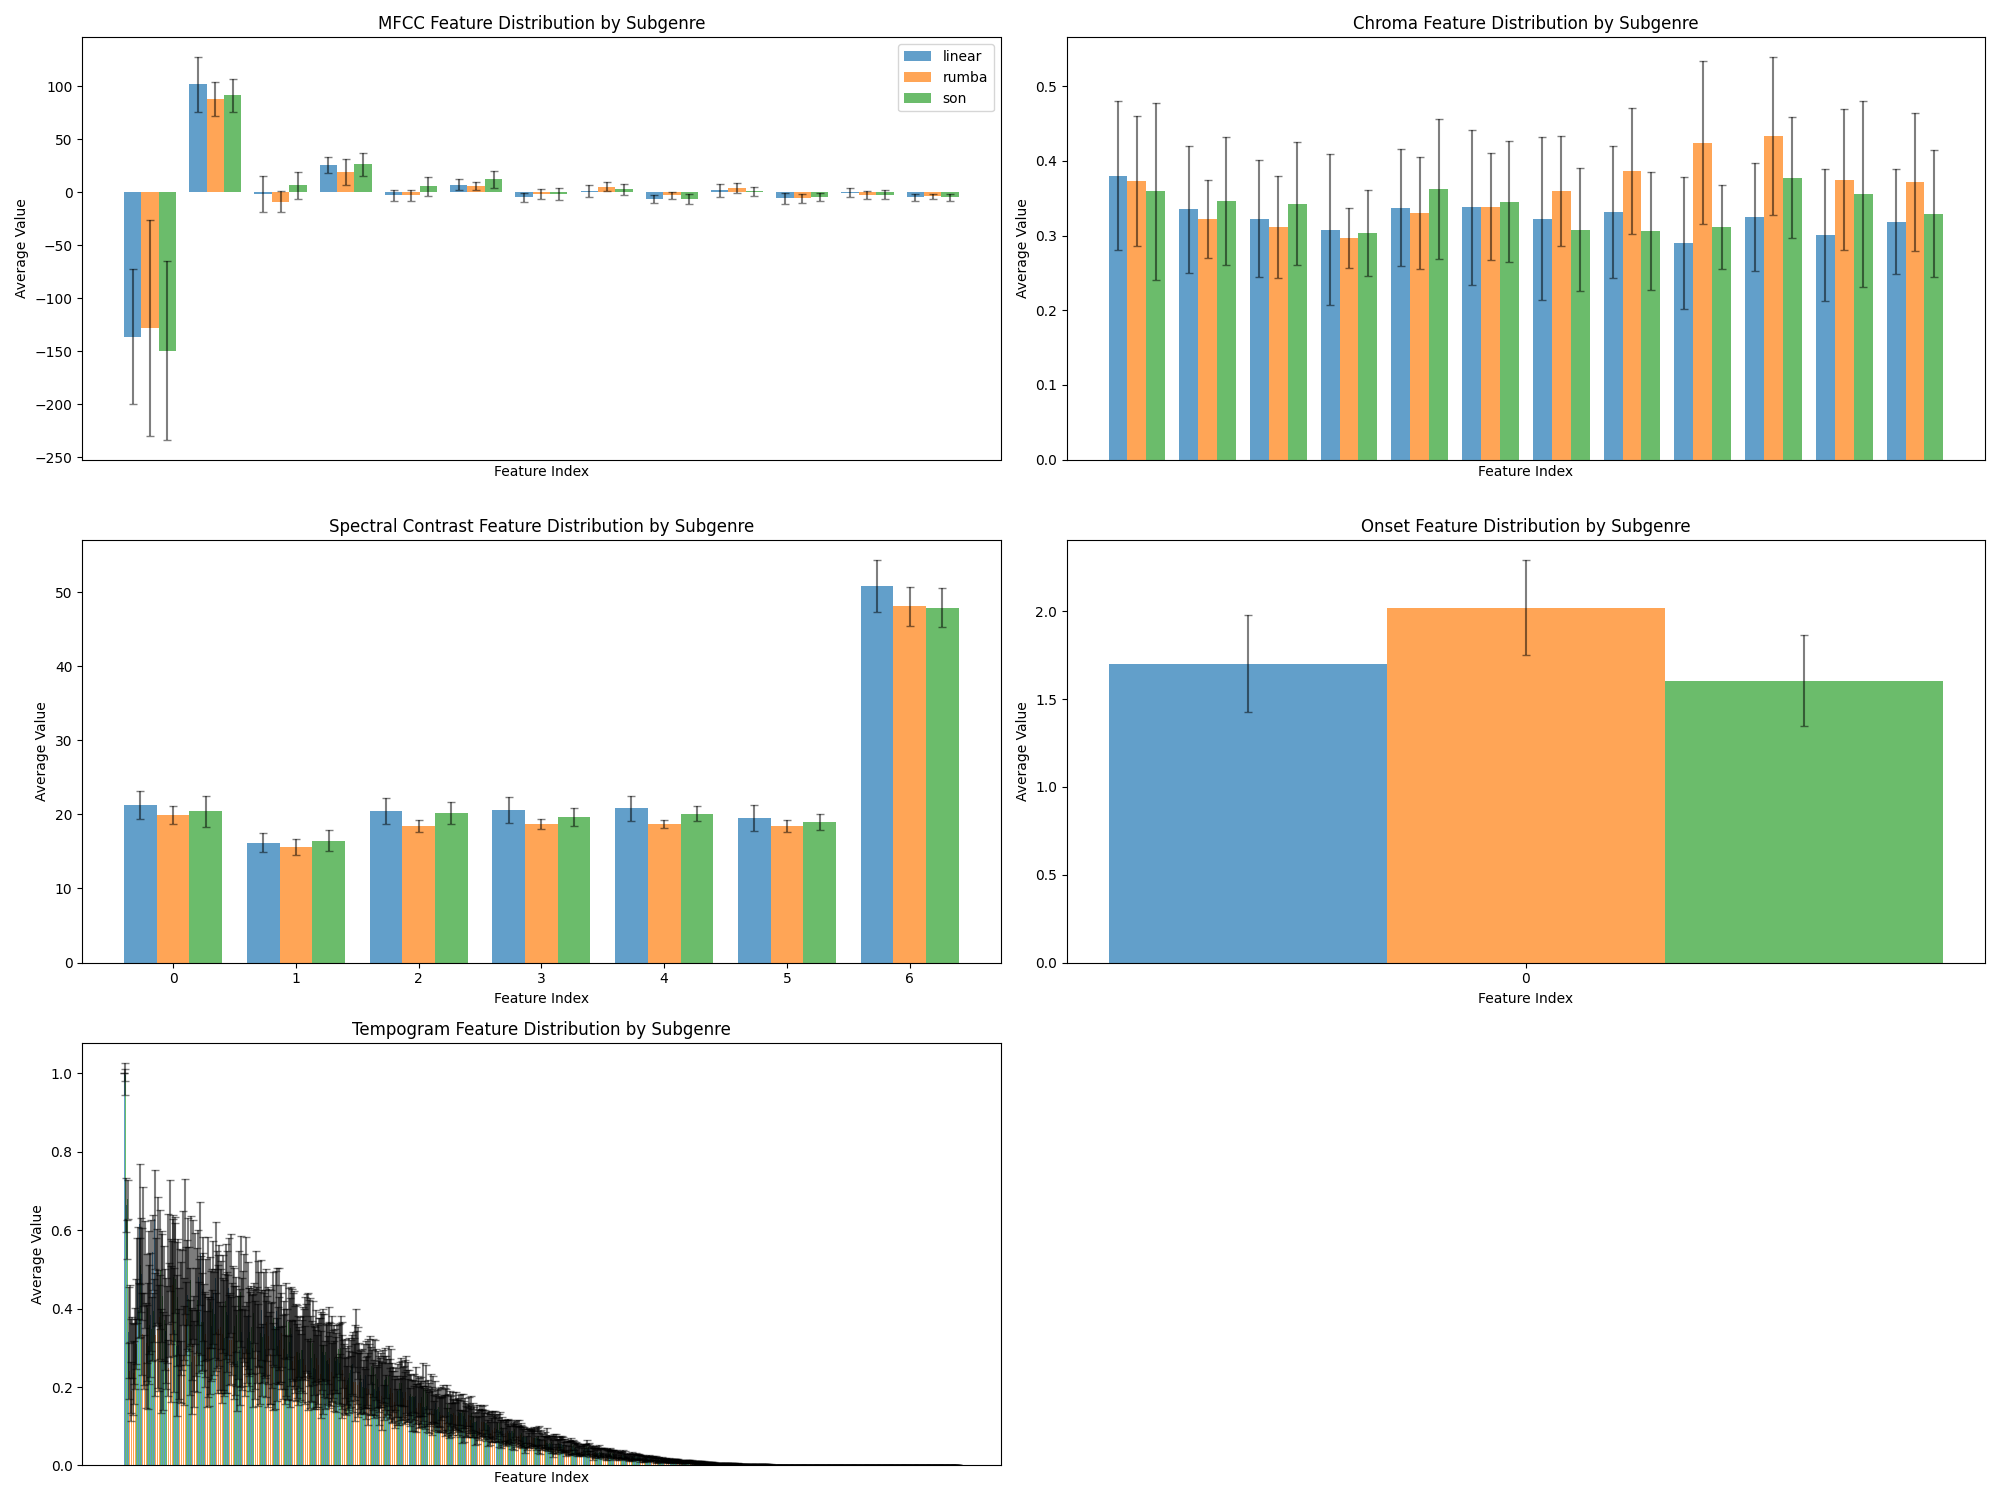 MFCC Feature Distribution by Subgenre
Average Value
100
50
0
−50
−100
−150
−200
−250
linear
rumba
son
Feature Index
Chroma Feature Distribution by Subgenre
Average Value
0.5
0.4
0.3
0.2
0.1
0.0
Feature Index
Spectral Contrast Feature Distribution by Subgenre
Average Value
50
40
30
20
10
0
0 1 2 3 4 5 6
Feature Index
Onset Feature Distribution by Subgenre
Average Value
2.0
1.5
1.0
0.5
0.0
0
Feature Index
Tempogram Feature Distribution by Subgenre
Average Value
1.0
0.8
0.6
0.4
0.2
0.0
Feature Index